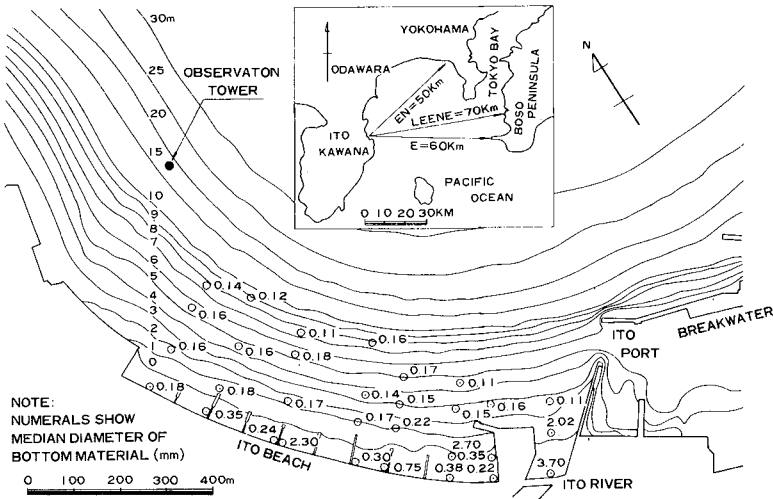 30m
25
20
15
10
9
8
7
6
5
4
3
2
1
0
OBSERVATON
TOWER
YOKOHAMA
ODAWARA
TOKYO BAY
BOSO
PENINSULA
EN=50Km
LEENE=70Km
E=60Km
ITO
KAWANA
PACIFIC
OCEAN
0 10 20 30KM
N
0.14
0.12
0.16
0.11
0.16
0.16
0.16
0.18
0.17
0.11
0.18
0.18
0.17
0.14
0.15
0.15
0.16
0.11
0.35
0.17
0.22
2.02
0.24
2.30
2.70
0.30
0.75
0.35
0.38
0.22
3.70
ITO
PORT
BREAKWATER
ITO BEACH
ITO RIVER
NOTE:
NUMERALS SHOW
MEDIAN DIAMETER OF
BOTTOM MATERIAL (mm)
0 100 200 300 400m